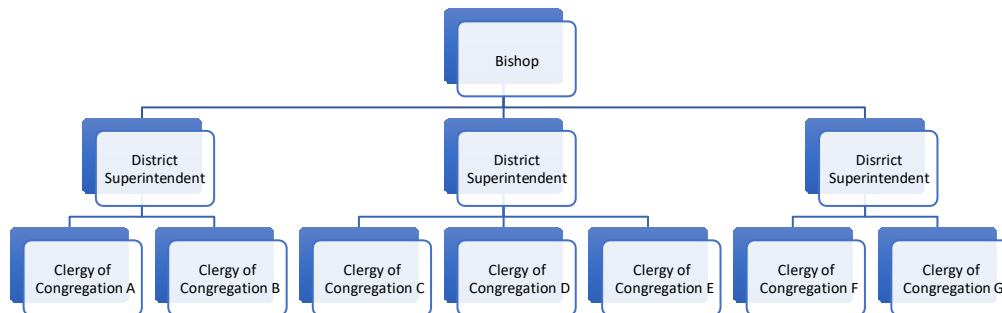 Bishop
District
Superintendent
District
Superintendent
Disrrict
Superintendent
Clergy of
Congregation A
Clergy of
Congregation B
Clergy of
Congregation C
Clergy of
Congregation D
Clergy of
Congregation E
Clergy of
Congregation F
Clergy of
Congregation G